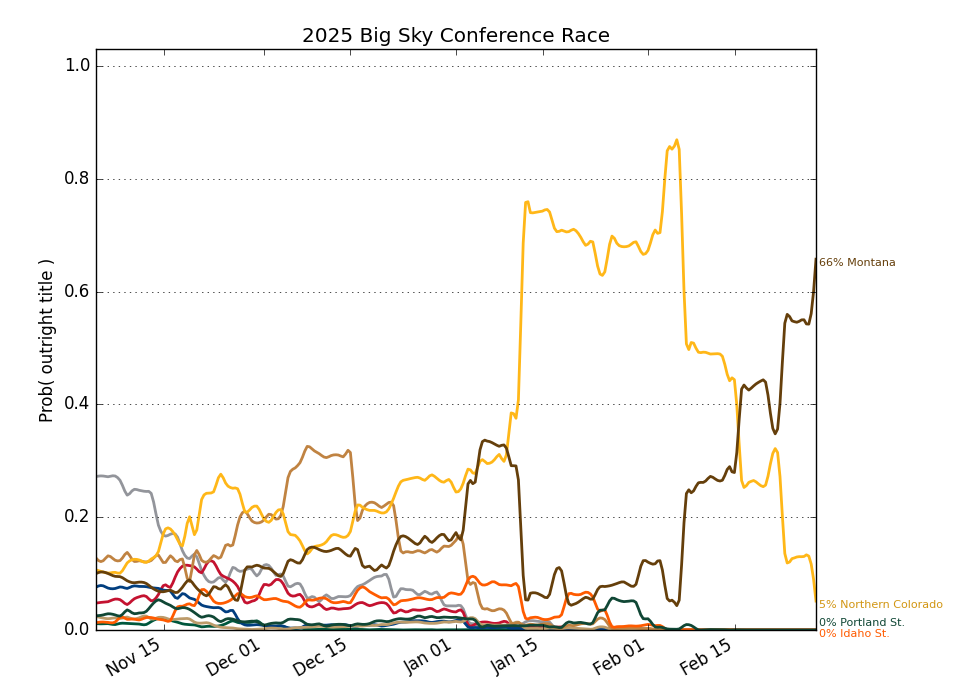 2025 Big Sky Conference Race
1.0
0.8
0.6
0.4
0.2
0.0
Prob( outright title )
Nov 15
Dec 01
Dec 15
Jan 01
Jan 15
Feb 01
Feb 15
66% Montana
5% Northern Colorado
0% Portland St.
0% Idaho St.